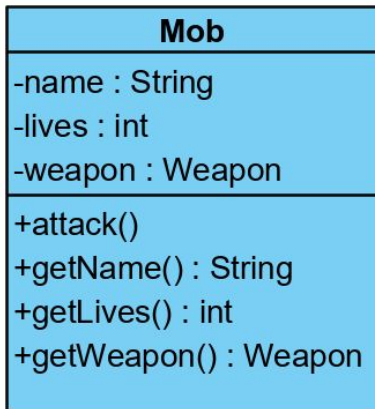 Mob
-name : String
-lives : int
-weapon : Weapon
+attack()
+getName() : String
+getLives() : int
+getWeapon() : Weapon